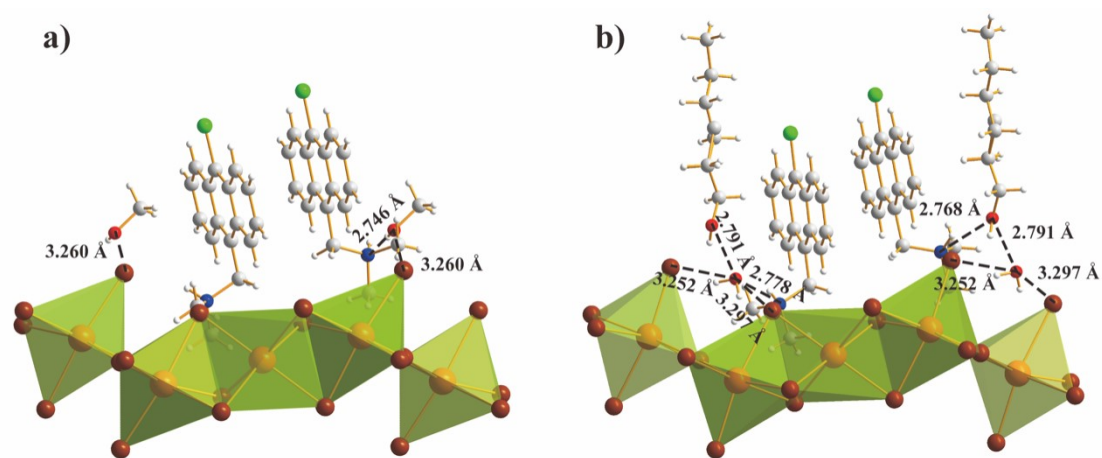 a)
2.746 Å
3.260 Å
3.260 Å
b)
2.768 Å
2.791 Å
2.791 Å
3.252 Å
2.778 Å
3.297 Å
3.252 Å
3.297 Å